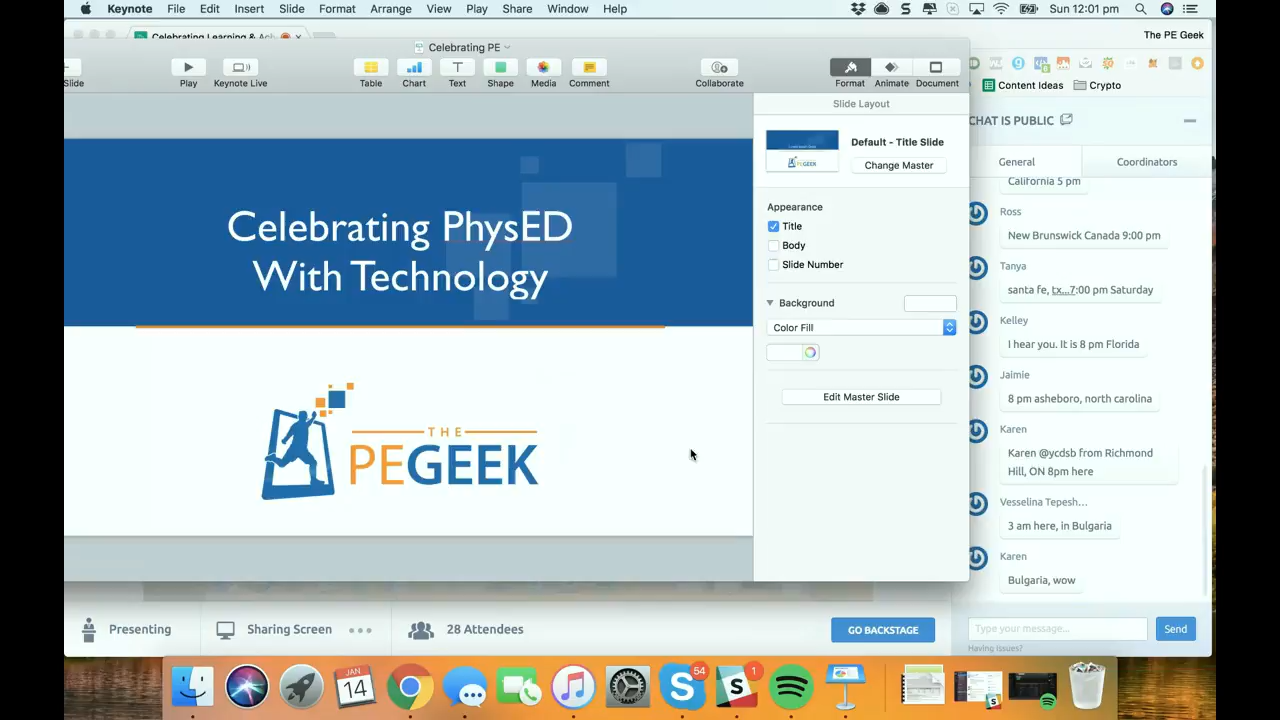 Keynote File Edit Insert Slide Format Arrange View Play Share Window Help
Sun 12:01 pm
Celebrating Learning & Ach
The PE Geek
Celebrating PE
Slide
Play
Keynote Live
Table
Chart
Text
Shape
Media
Comment
Collaborate
Format
Animate
Document
Content Ideas
Crypto
Slide Layout
Default - Title Slide
Change Master
Appearance
Title
Body
Slide Number
Background
Color Fill
Edit Master Slide
Celebrating PhysED
With Technology
THE
PEGEEK
CHAT IS PUBLIC
General
Coordinators
California 5 pm
Ross
New Brunswick Canada 9:00 pm
Tanya
santa fe, tx...7:00 pm Saturday
Kelley
I hear you. It is 8 pm Florida
Jaimie
8 pm asheboro, north carolina
Karen
Karen @ycdsb from Richmond
Hill, ON 8pm here
Vesselina Tepesh...
3 am here, in Bulgaria
Karen
Bulgaria, wow
Presenting
Sharing Screen
28 Attendees
GO BACKSTAGE
Type your message...
Send
Having issues?
JAN
14
54
1